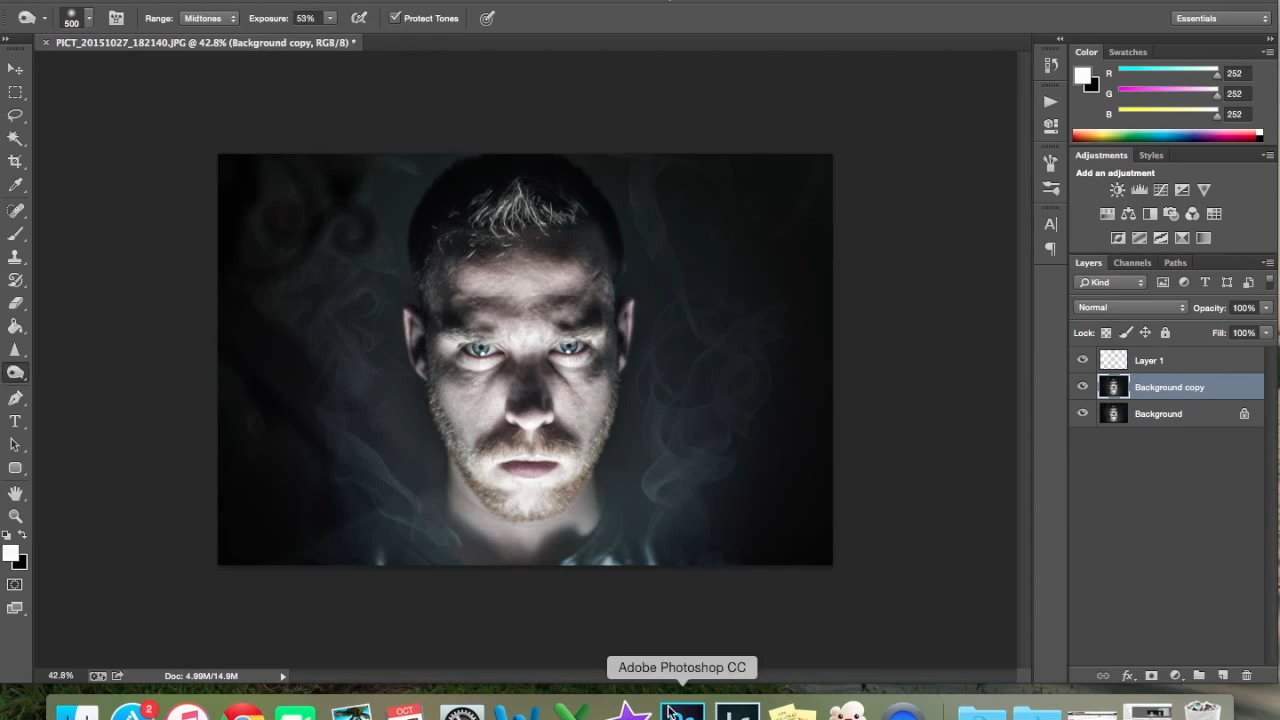 500 Range: Midtones Exposure: 53% Protect Tones Essentials
× PICT_20151027_182140.JPG @ 42.8% (Background copy, RGB/8) *
Color Swatches
R 252
G 252
B 252
Adjustments Styles
Add an adjustment
Layers Channels Paths
Kind
Normal Opacity: 100%
Lock: Fill: 100%
Layer 1
Background copy
Background
42.8% Doc: 4.99M/14.9M
Adobe Photoshop CC
2
OCT